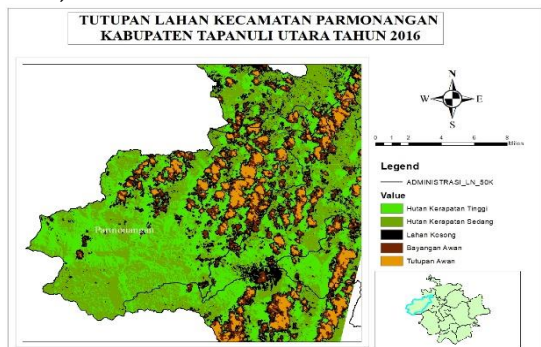 TUTUPAN LAHAN KECAMATAN PARMONANGAN
KABUPATEN TAPANULI UTARA TAHUN 2016
N
W
E
S
0
2
4
6
8
Miles
Parmonangan
Legend
ADMINISTRASI_LN_50K
Value
Hutan Kerapatan Tinggi
Hutan Kerapatan Sedang
Lahan Kosong
Bayangan Awan
Tutupan Awan